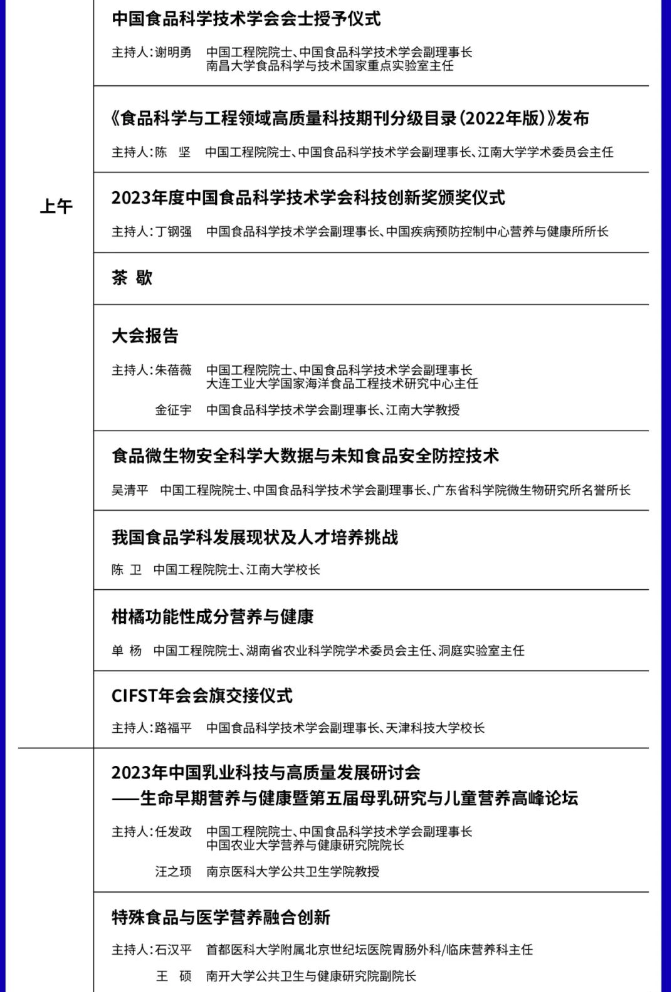 中国食品科学技术学会会士授予仪式
主持人：谢明勇 中国工程院院士、中国食品科学技术学会副理事长
南昌大学食品科学与技术国家重点实验室主任
《食品科学与工程领域高质量科技期刊分级目录（2022年版）》发布
主持人：陈 坚 中国工程院院士、中国食品科学技术学会副理事长、江南大学学术委员会主任
上午
2023年度中国食品科学技术学会科技创新奖颁奖仪式
主持人：丁钢强 中国食品科学技术学会副理事长、中国疾病预防控制中心营养与健康所所长
茶 歇
大会报告
主持人：朱蓓薇 中国工程院院士、中国食品科学技术学会副理事长
大连工业大学国家海洋食品工程技术研究中心主任
金征宇 中国食品科学技术学会副理事长、江南大学教授
食品微生物安全科学大数据与未知食品安全防控技术
吴清平 中国工程院院士、中国食品科学技术学会副理事长、广东省科学院微生物研究所名誉所长
我国食品学科发展现状及人才培养挑战
陈 卫 中国工程院院士、江南大学校长
柑橘功能性成分营养与健康
单 杨 中国工程院院士、湖南省农业科学院学术委员会主任、洞庭实验室主任
CIFST年会会旗交接仪式
主持人：路福平 中国食品科学技术学会副理事长、天津科技大学校长
2023年中国乳业科技与高质量发展研讨会
——生命早期营养与健康暨第五届母乳研究与儿童营养高峰论坛
主持人：任发政 中国工程院院士、中国食品科学技术学会副理事长
中国农业大学营养与健康研究院院长
汪之顼 南京医科大学公共卫生学院教授
特殊食品与医学营养融合创新
主持人：石汉平 首都医科大学附属北京世纪坛医院胃肠外科/临床营养科主任
王 硕 南开大学公共卫生与健康研究院副院长